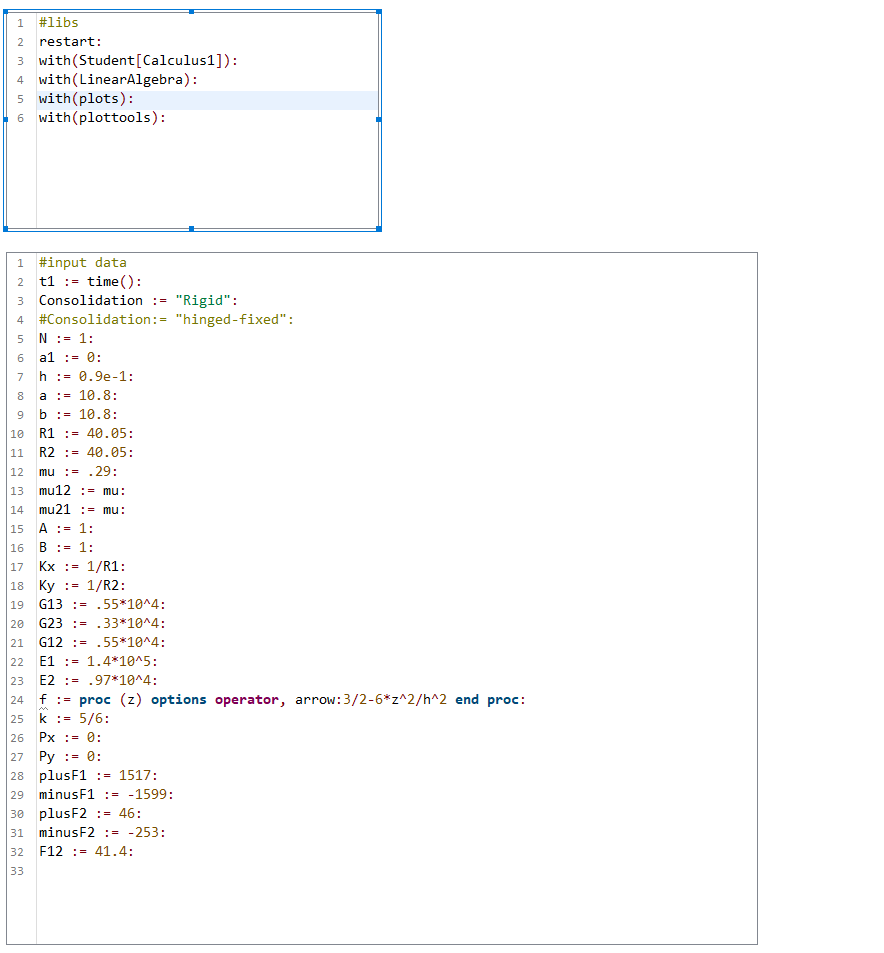 1 #libs
2 restart:
3 with(Student[Calculus1]):
4 with(LinearAlgebra):
5 with(plots):
6 with(plottools):
1 #input data
2 t1 := time():
3 Consolidation := "Rigid":
4 #Consolidation:= "hinged-fixed":
5 N := 1:
6 a1 := 0:
7 h := 0.9e-1:
8 a := 10.8:
9 b := 10.8:
10 R1 := 40.05:
11 R2 := 40.05:
12 mu := .29:
13 mu12 := mu:
14 mu21 := mu:
15 A := 1:
16 B := 1:
17 Kx := 1/R1:
18 Ky := 1/R2:
19 G13 := .55*10^4:
20 G23 := .33*10^4:
21 G12 := .55*10^4:
22 E1 := 1.4*10^5:
23 E2 := .97*10^4:
24 f := proc (z) options operator, arrow:3/2-6*z^2/h^2 end proc:
25 k := 5/6:
26 Px := 0:
27 Py := 0:
28 plusF1 := 1517:
29 minusF1 := -1599:
30 plusF2 := 46:
31 minusF2 := -253:
32 F12 := 41.4:
33